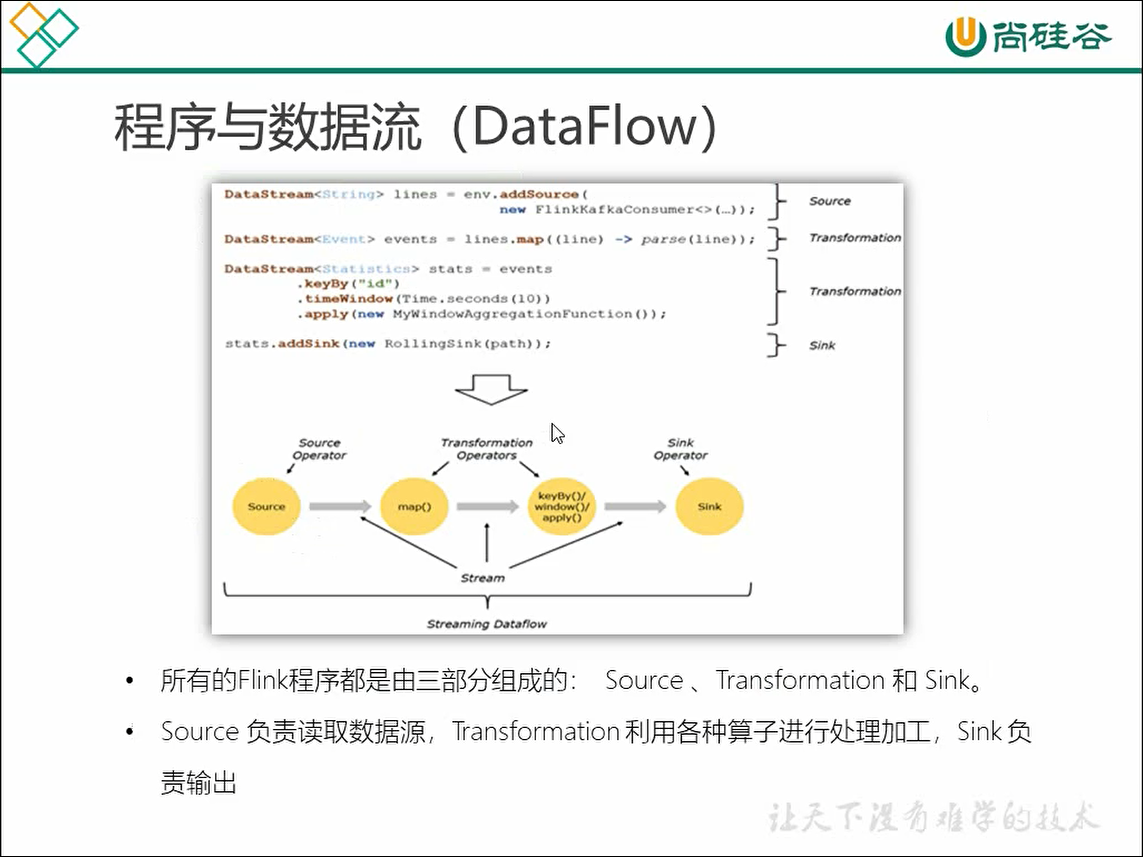 尚硅谷
程序与数据流（DataFlow）
DataStream<String> lines = env.addSource(
new FlinkKafkaConsumer<>(…));
Source
DataStream<Event> events = lines.map((line) -> parse(line));
Transformation
DataStream<Statistics> stats = events
.keyBy("id")
.timeWindow(Time.seconds(10))
.apply(new MyWindowAggregationFunction());
Transformation
stats.addSink(new RollingSink(path));
Sink
Source
Operator
Transformation
Operators
Sink
Operator
Source
map()
keyBy()/
window()/
apply()
Sink
Stream
Streaming Dataflow
• 所有的Flink程序都是由三部分组成的： Source 、Transformation 和 Sink。
• Source 负责读取数据源，Transformation 利用各种算子进行处理加工，Sink 负
责输出
让天下没有难学的技术